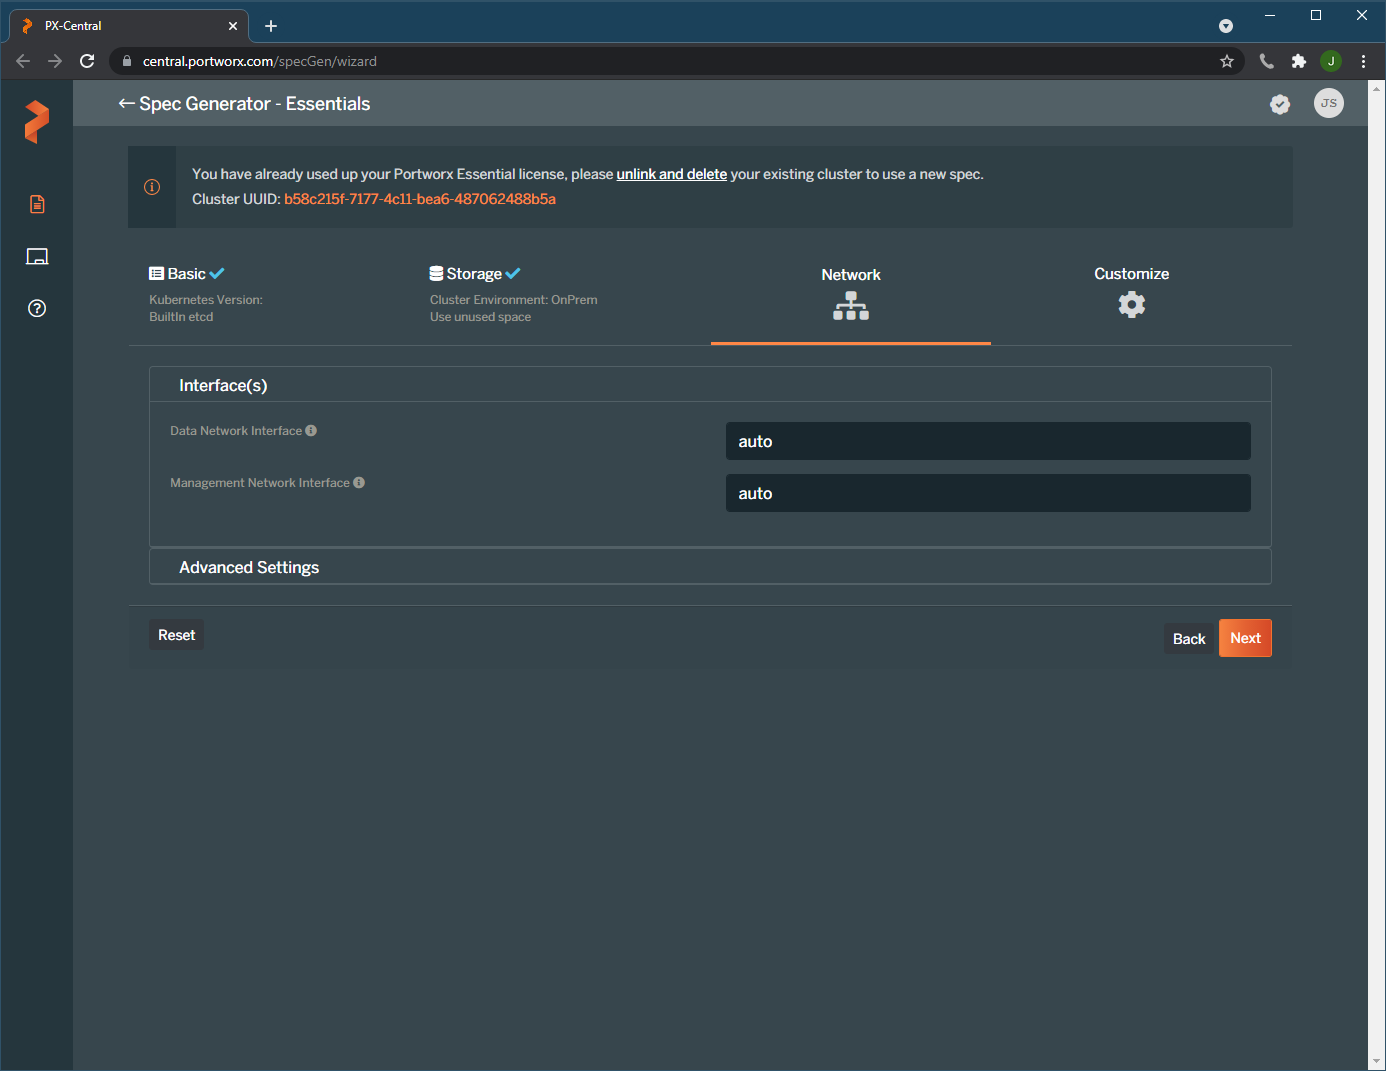 PX-Central
central.portworx.com/specGen/wizard
J
Spec Generator - Essentials
JS
You have already used up your Portworx Essential license, please unlink and delete your existing cluster to use a new spec.
Cluster UUID: b58c215f-7177-4c11-bea6-487062488b5a
Basic
Kubernetes Version:
BuiltIn etcd
Storage
Cluster Environment: OnPrem
Use unused space
Network
Customize
Interface(s)
Data Network Interface
auto
Management Network Interface
auto
Advanced Settings
Reset
Back
Next